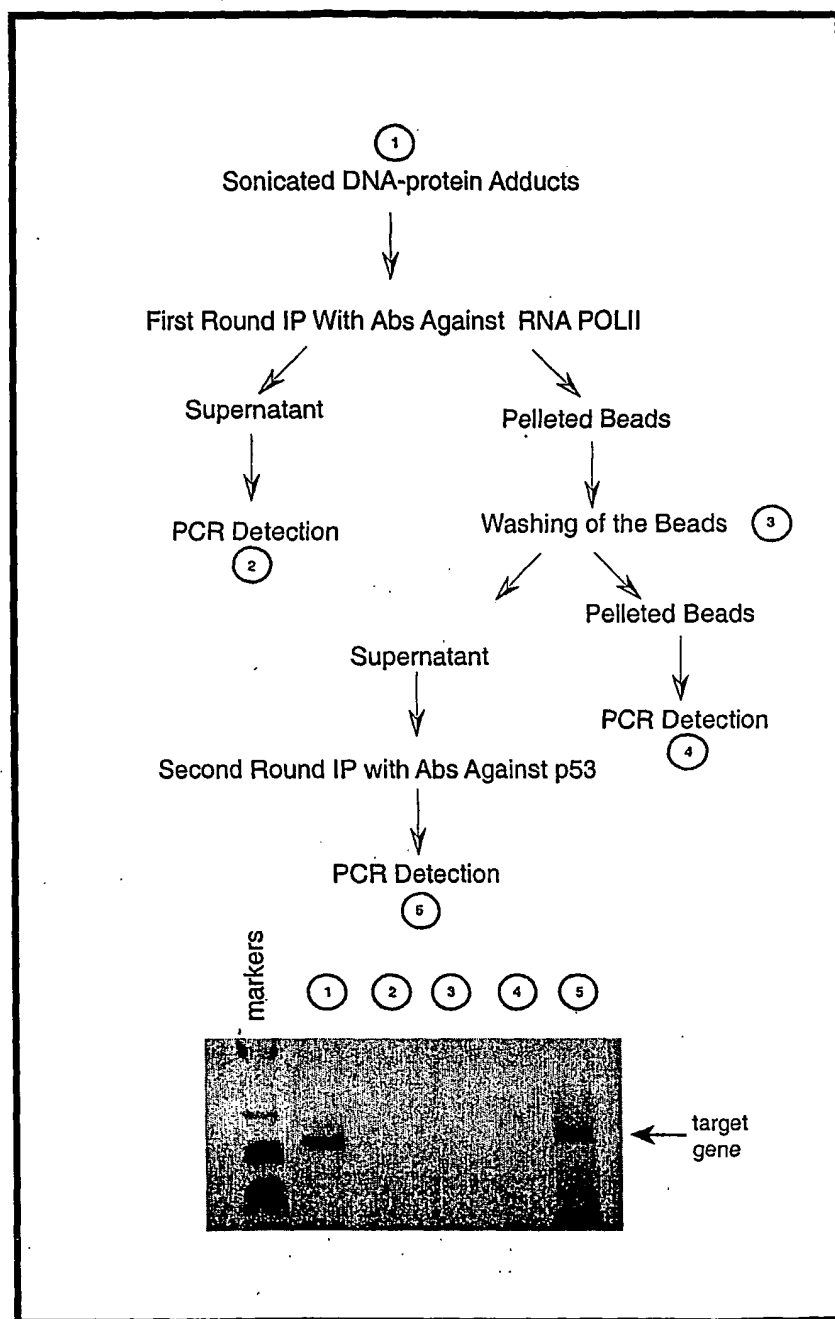 1
Sonicated DNA-protein Adducts
First Round IP With Abs Against RNA POLII
Supernatant
Pelleted Beads
PCR Detection
2
Washing of the Beads 3
Pelleted Beads
Supernatant
PCR Detection
4
Second Round IP with Abs Against p53
PCR Detection
5
markers
1 2 3 4 5
target
gene